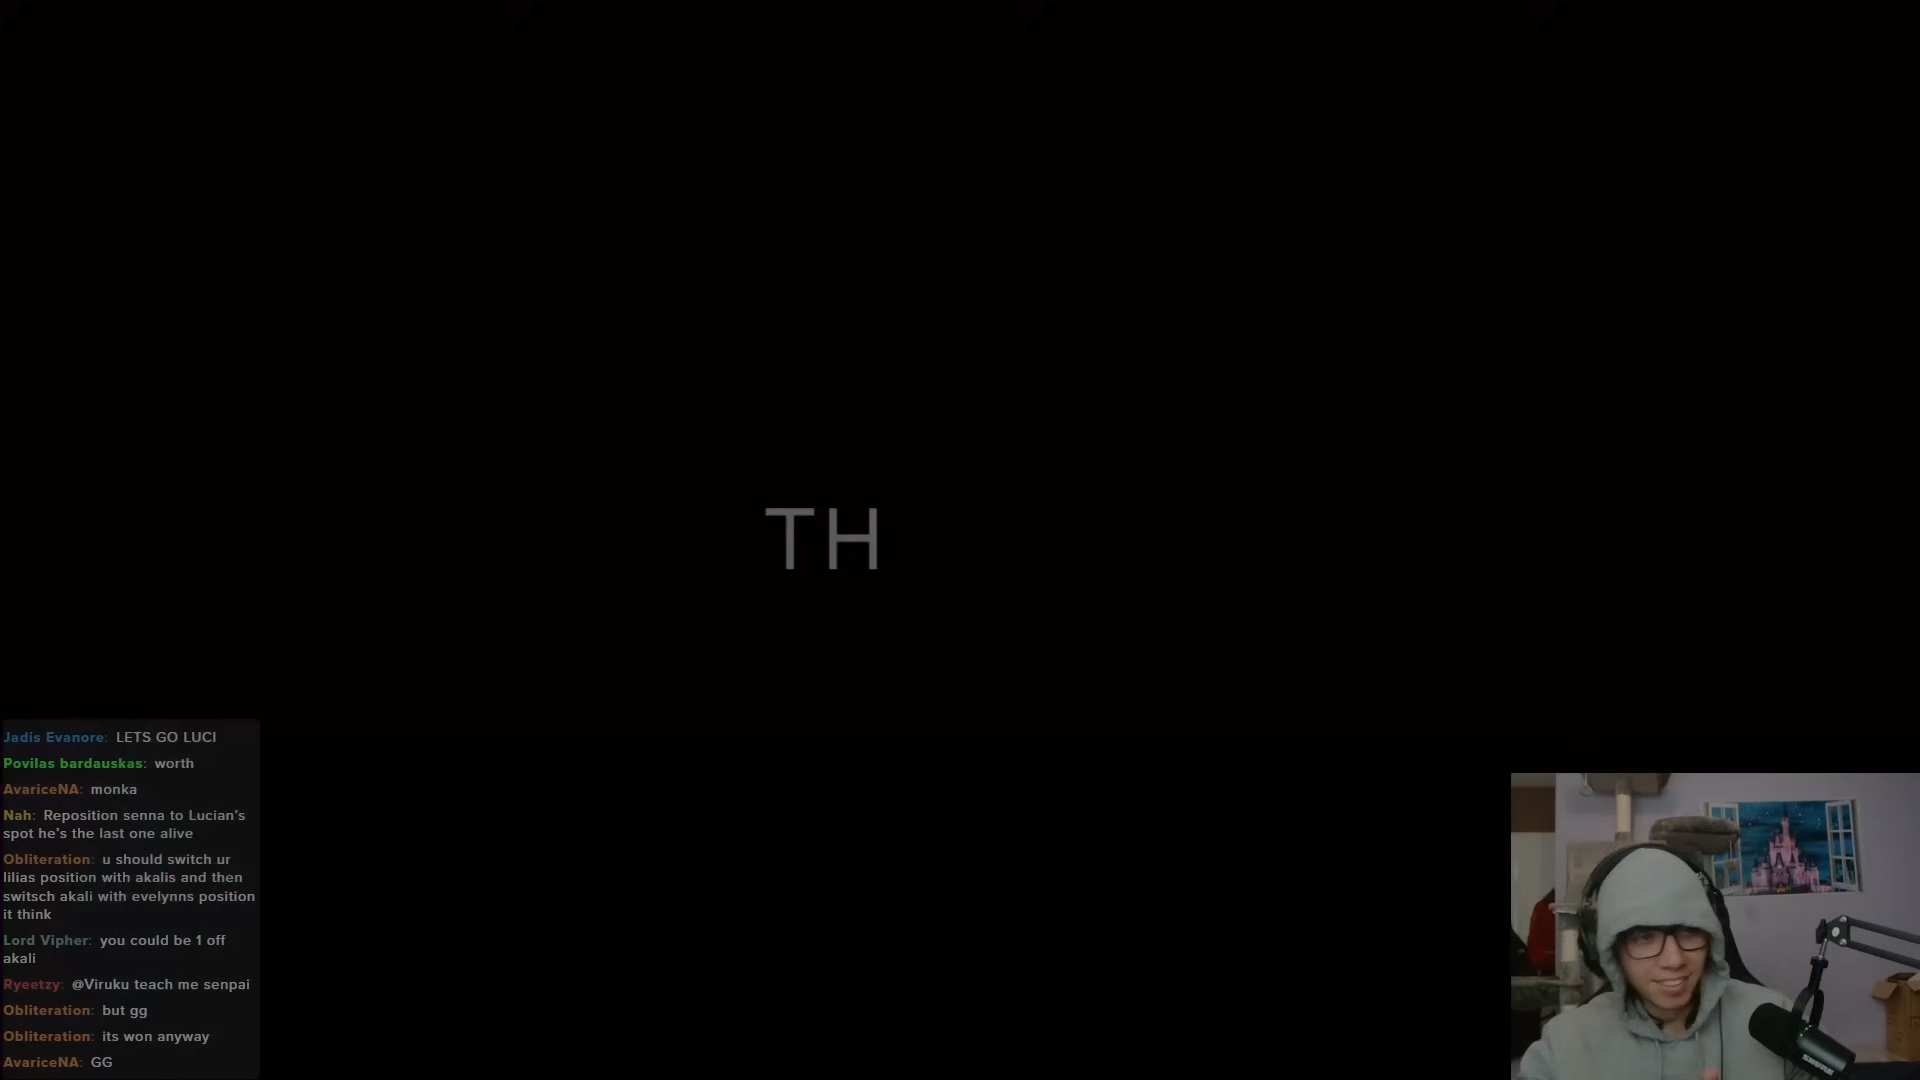 TH
Jadis Evanore: LETS GO LUCI
Povilas bardauskas: worth
AvariceNA: monka
Nah: Reposition senna to Lucian's
spot he's the last one alive
Obliteration: u should switch ur
lilias position with akalis and then
switsch akali with evelynns position
it think
Lord Vipher: you could be 1 off
akali
Ryeetzy: @Viruku teach me senpai
Obliteration: but gg
Obliteration: its won anyway
AvariceNA: GG
SHURE